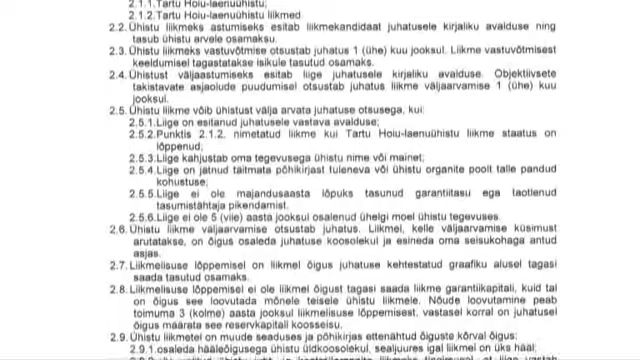 2.1.1.Tartu Hoiu-laenuühistu;
2.1.2.Tartu Hoiu-laenuühistu liikmed
2.2. Ühistu liikmeks astumiseks esitab liikmekandidaat juhatusele kirjaliku avalduse ning
tasub ühistu arvele osamaksu.
2.3. Ühistu liikmeks vastuvõtmise otsustab juhatus 1 (ühe) kuu jooksul. Liikme vastuvõtmisest
keeldumisel tagastatakse isikule tasutud osamaks.
2.4. Ühistust väljaastumiseks esitab liige juhatusele kirjaliku avalduse. Objektiivsete
takistavate asjaolude puudumisel otsustab juhatus liikme väljaarvamise 1 (ühe) kuu
jooksul.
2.5. Ühistu liikme võib ühistust välja arvata juhatuse otsusega, kui:
2.5.1.Liige on esitanud juhatusele vastava avalduse;
2.5.2.Punktis 2.1.2. nimetatud liikme kui Tartu Hoiu-laenuühistu liikme staatus on
lõppenud;
2.5.3.Liige kahjustab oma tegevusega ühistu nime või mainet;
2.5.4.Liige on jätnud täitmata põhikirjast tuleneva või ühistu organite poolt talle pandud
kohustuse;
2.5.5.Liige ei ole majandusaasta lõpuks tasunud garantiitasu ega taotlenud
tasumistähtaja pikendamist.
2.5.6.Liige ei ole 5 (viie) aasta jooksul osalenud ühelgi moel ühistu tegevuses.
2.6. Ühistu liikme väljaarvamise otsustab juhatus. Liikmel, kelle väljaarvamise küsimust
arutatakse, on õigus osaleda juhatuse koosolekul ja esineda oma seisukohaga antud
asjas.
2.7. Liikmelisuse lõppemisel on liikmel õigus juhatuse kehtestatud graafiku alusel tagasi
saada tasutud osamaks.
2.8. Liikmelisuse lõppemisel ei ole liikmel õigust tagasi saada liikme garantiikapitali, kuid tal
on õigus see loovutada mõnele teisele ühistu liikmele. Nõude loovutamine peab
toimuma 3 (kolme) aasta jooksul liikmelisuse lõppemisest, vastasel korral on juhatusel
õigus määrata see reservkapitali koosseisu.
2.9. Ühistu liikmetel on muude seaduses ja põhikirjas ettenähtud õiguste kõrval õigus:
2.9.1.osaleda hääleõigusega ühistu üldkoosolekul, sealjuures igal liikmel on üks hääl;